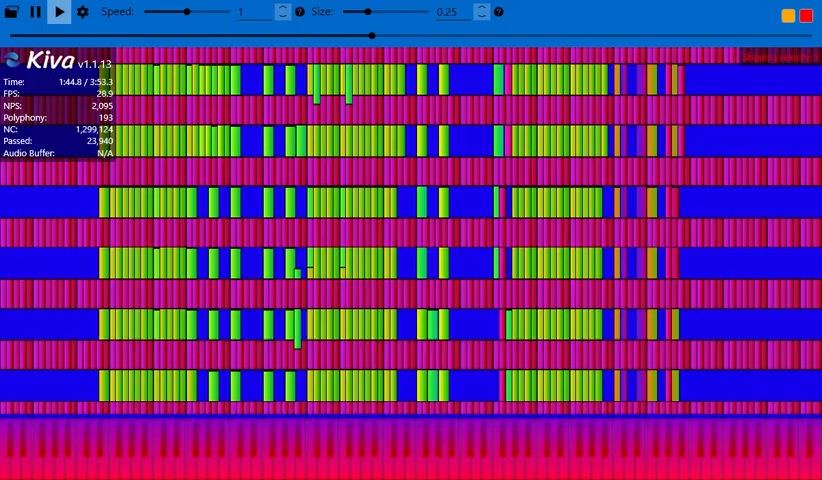 Speed: 1 Size: 0.25
Kiva v1.1.13
Time: 1:44.8 / 3:53.3
FPS: 28.9
NPS: 2,095
Polyphony: 193
NC: 1,299,124
Passed: 23,940
Audio Buffer: N/A